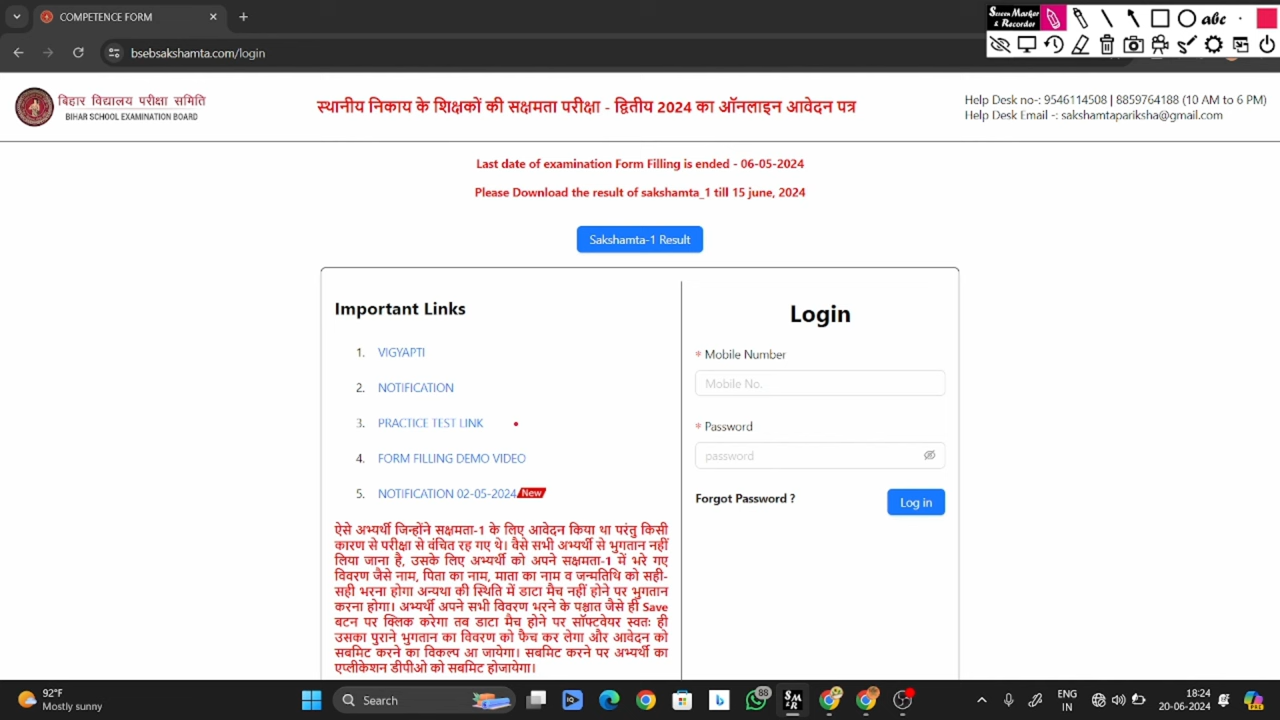 COMPETENCE FORM
Screen Marker
& Recorder
abc
bsebsakshamta.com/login
बिहार विद्यालय परीक्षा समिति
BIHAR SCHOOL EXAMINATION BOARD
स्थानीय निकाय के शिक्षकों की सक्षमता परीक्षा - द्वितीय 2024 का ऑनलाइन आवेदन पत्र
Help Desk no-: 9546114508 | 8859764188 (10 AM to 6 PM)
Help Desk Email -: sakshamtapariksha@gmail.com
Last date of examination Form Filling is ended - 06-05-2024
Please Download the result of sakshamta_1 till 15 june, 2024
Sakshamta-1 Result
Important Links
1. VIGYAPTI
2. NOTIFICATION
3. PRACTICE TEST LINK
4. FORM FILLING DEMO VIDEO
5. NOTIFICATION 02-05-2024 New
ऐसे अभ्यर्थी जिन्होंने सक्षमता-1 के लिए आवेदन किया था परंतु किसी
कारण से परीक्षा से वंचित रह गए थे। वैसे सभी अभ्यर्थी से भुगतान नहीं
लिया जाना है, उसके लिए अभ्यर्थी को अपने सक्षमता-1 में भरे गए
विवरण जैसे नाम, पिता का नाम, माता का नाम व जन्मतिथि को सही-
सही भरना होगा अन्यथा की स्थिति में डाटा मैच नहीं होने पर भुगतान
करना होगा। अभ्यर्थी अपने सभी विवरण भरने के पश्चात जैसे ही Save
बटन पर क्लिक करेगा तब डाटा मैच होने पर सॉफ्टवेयर स्वतः ही
उसका पुराने भुगतान का विवरण को फैच कर लेगा और आवेदन को
सबमिट करने का विकल्प आ जायेगा। सबमिट करने पर अभ्यर्थी का
एप्लीकेशन डीपीओ को सबमिट होजायेगा।
Login
* Mobile Number
Mobile No.
* Password
password
Forgot Password ?
Log in
92°F
Mostly sunny
Search
88
ENG
IN
18:24
20-06-2024